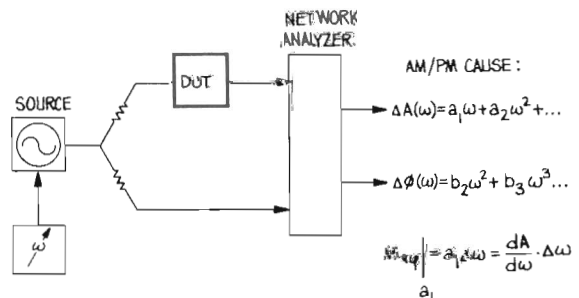 NETWORK
ANALYZER
AM/PM CAUSE:
DUT
SOURCE
ΔA(ω)=a₁ω+a₂ω²+...
Δφ(ω)=b₂ω²+b₃ω³...
ω
= a₁Δω = dA/dω · Δω
a₁